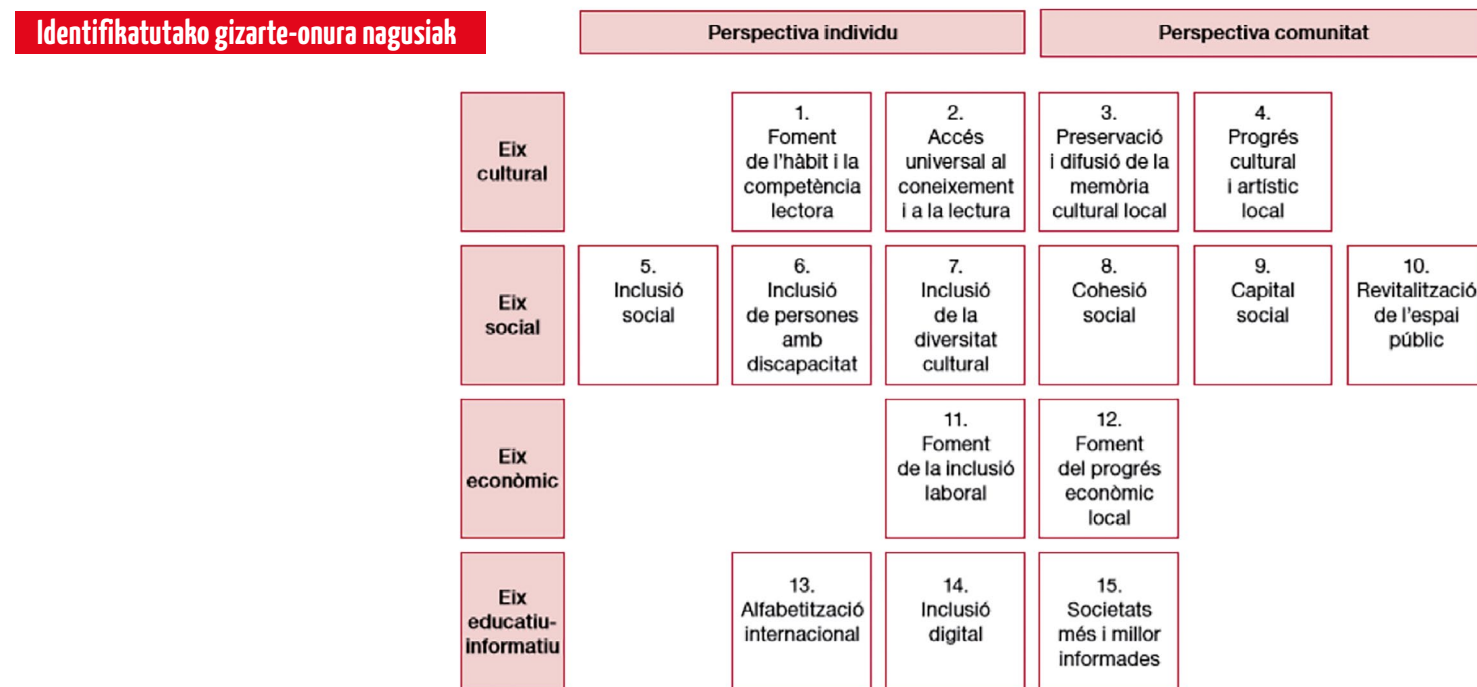 Identifikatutako gizarte-onura nagusiak
Perspectiva individu
Perspectiva comunitat
Eix
cultural
1.
Foment
de l'hàbit i la
competència
lectora
2.
Accés
universal al
coneixement
i a la lectura
3.
Preservació
i difusió de la
memòria
cultural local
4.
Progrés
cultural
i artístic
local
Eix
social
5.
Inclusió
social
6.
Inclusió
de persones
amb
discapacitat
7.
Inclusió
de la
diversitat
cultural
8.
Cohesió
social
9.
Capital
social
10.
Revitalització
de l'espai
públic
Eix
econòmic
11.
Foment
de la inclusió
laboral
12.
Foment
del progrés
econòmic
local
Eix
educatiu-
informatiu
13.
Alfabetització
internacional
14.
Inclusió
digital
15.
Societats
més i millor
informades